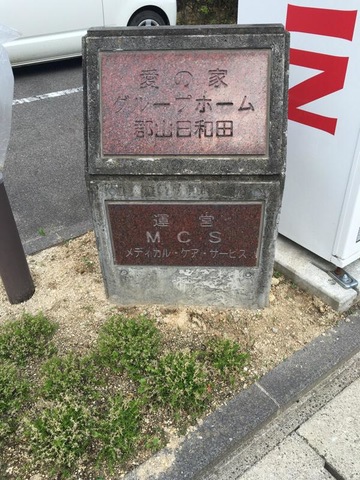 愛の家
グループホーム
郡山日和田
運営
MCS
メディカル・ケア・サービス
IN